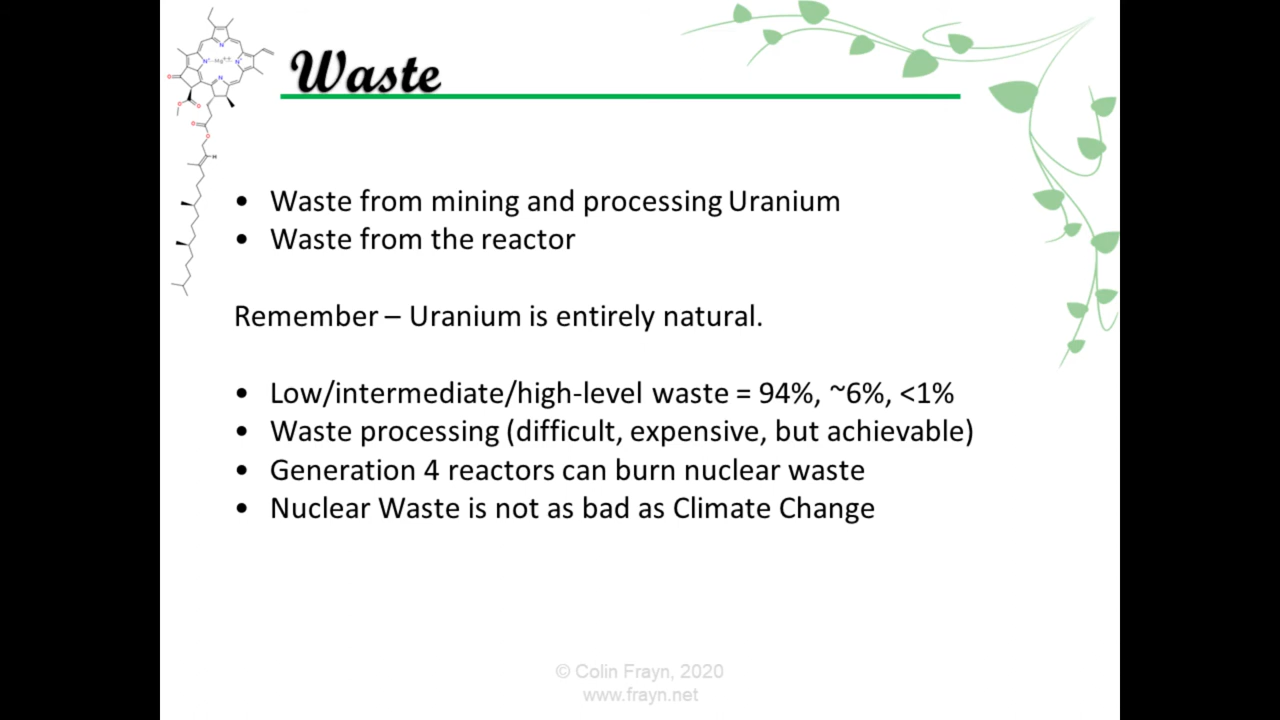 Waste
• Waste from mining and processing Uranium
• Waste from the reactor
Remember – Uranium is entirely natural.
• Low/intermediate/high-level waste = 94%, ~6%, <1%
• Waste processing (difficult, expensive, but achievable)
• Generation 4 reactors can burn nuclear waste
• Nuclear Waste is not as bad as Climate Change
© Colin Frayn, 2020
www.frayn.net